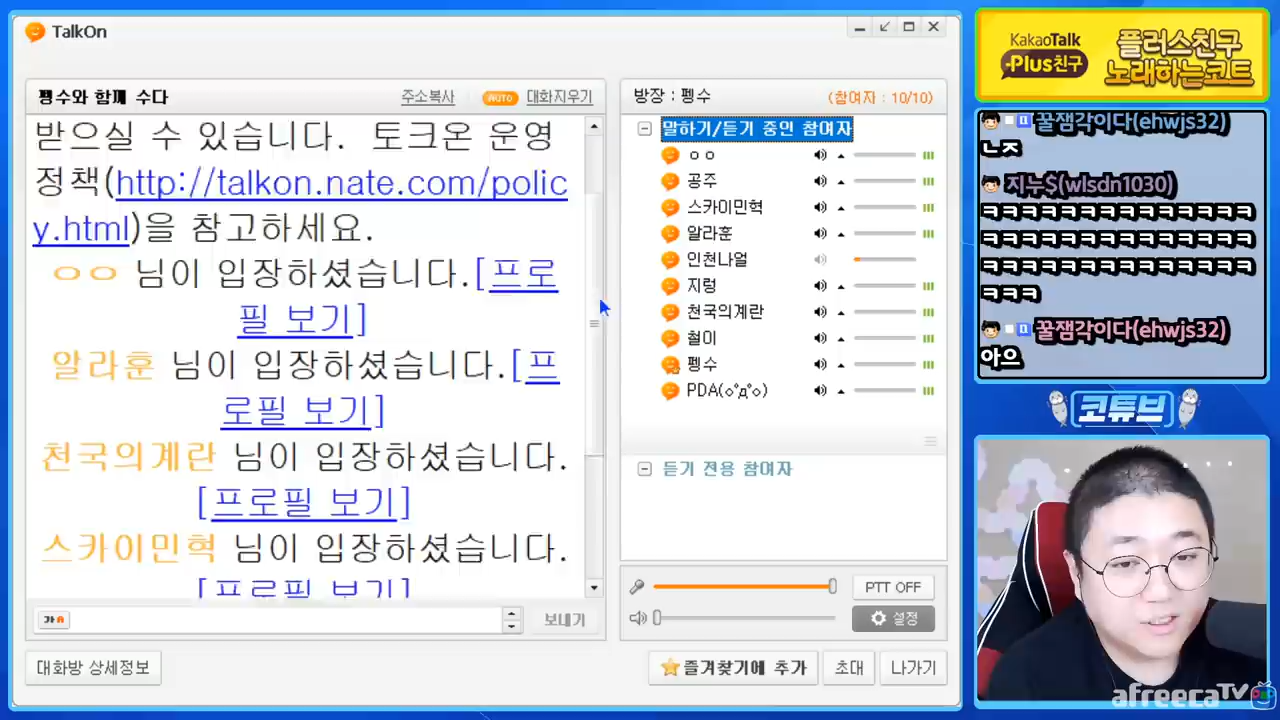 TalkOn
펭수와 함께 수다
주소복사
AUTO
대화지우기
받으실 수 있습니다. 토크온 운영
정책(http://talkon.nate.com/polic
y.html)을 참고하세요.
ㅇㅇ 님이 입장하셨습니다.[프로
필 보기]
알라훈 님이 입장하셨습니다.[프
로필 보기]
천국의계란 님이 입장하셨습니다.
[프로필 보기]
스카이민혁 님이 입장하셨습니다.
[프로필 보기]
가
보내기
대화방 상세정보
방장 : 펭수
(참여자 : 10/10)
말하기/듣기 중인 참여자
ㅇㅇ
공주
스카이민혁
알라훈
인천나얼
지렁
천국의계란
철이
펭수
PDA(ㅇ°д°ㅇ)
듣기 전용 참여자
PTT OFF
설정
즐겨찾기에 추가
초대
나가기
KakaoTalk
Plus친구
플러스친구
노래하는코트
꿀잼각이다(ehwjs32)
ㄴㅈ
지누$(wlsdn1030)
ㅋㅋㅋㅋㅋㅋㅋㅋㅋㅋㅋㅋㅋㅋ
ㅋㅋㅋㅋㅋㅋㅋㅋㅋㅋㅋㅋㅋㅋ
ㅋㅋㅋㅋㅋㅋㅋㅋㅋㅋㅋㅋㅋㅋ
ㅋㅋㅋ
꿀잼각이다(ehwjs32)
아으
코튜브
afreecaTV